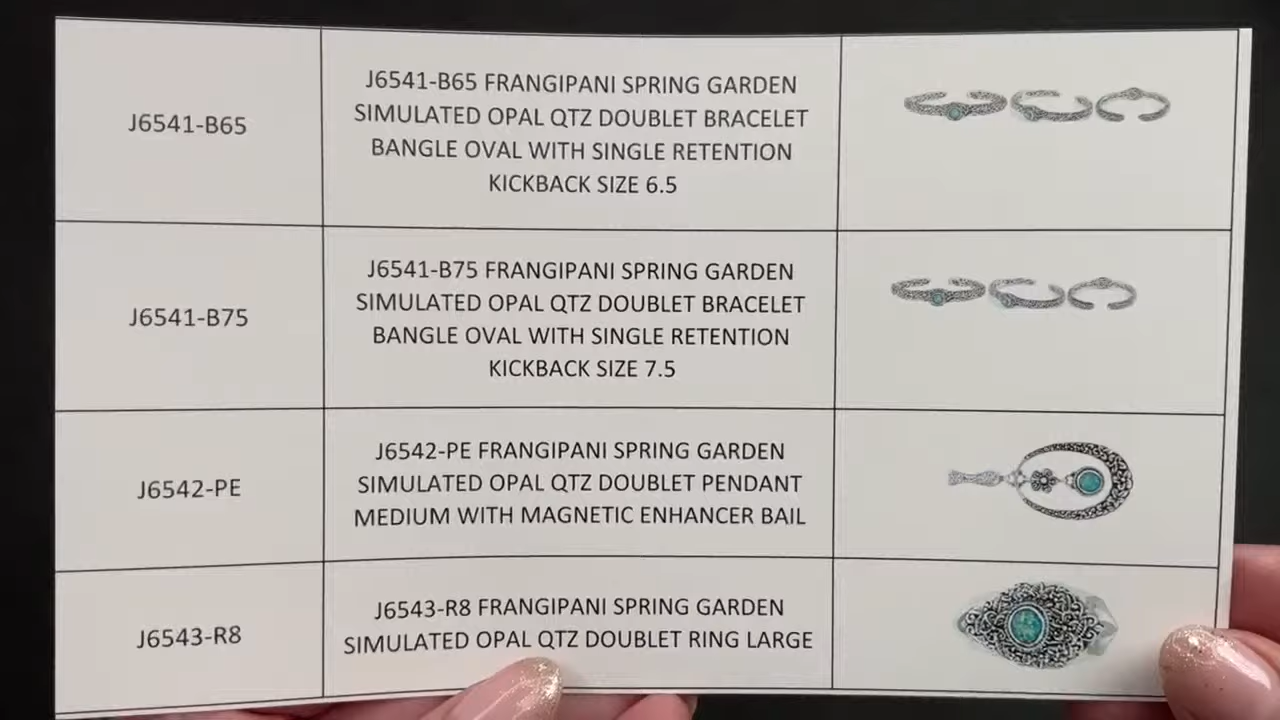 J6541-B65
J6541-B65 FRANGIPANI SPRING GARDEN
SIMULATED OPAL QTZ DOUBLET BRACELET
BANGLE OVAL WITH SINGLE RETENTION
KICKBACK SIZE 6.5
J6541-B75
J6541-B75 FRANGIPANI SPRING GARDEN
SIMULATED OPAL QTZ DOUBLET BRACELET
BANGLE OVAL WITH SINGLE RETENTION
KICKBACK SIZE 7.5
J6542-PE
J6542-PE FRANGIPANI SPRING GARDEN
SIMULATED OPAL QTZ DOUBLET PENDANT
MEDIUM WITH MAGNETIC ENHANCER BAIL
J6543-R8
J6543-R8 FRANGIPANI SPRING GARDEN
SIMULATED OPAL QTZ DOUBLET RING LARGE